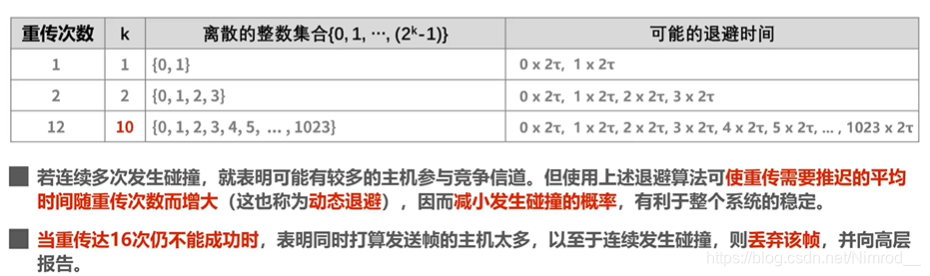 重传次数 k 离散的整数集合{0, 1, ···, (2ᵏ-1)} 可能的退避时间
1 1 {0, 1} 0 x 2τ, 1 x 2τ
2 2 {0, 1, 2, 3} 0 x 2τ, 1 x 2τ, 2 x 2τ, 3 x 2τ
12 10 {0, 1, 2, 3, 4, 5, ... , 1023} 0 x 2τ, 1 x 2τ, 2 x 2τ, 3 x 2τ, 4 x 2τ, 5 x 2τ, ... , 1023 x 2τ
若连续多次发生碰撞，就表明可能有较多的主机参与竞争信道。但使用上述退避算法可使重传需要推迟的平均
时间随重传次数而增大（这也称为动态退避），因而减小发生碰撞的概率，有利于整个系统的稳定。
当重传达16次仍不能成功时，表明同时打算发送帧的主机太多，以至于连续发生碰撞，则丢弃该帧，并向高层
报告。
https://blog.csdn.net/Nimrod__